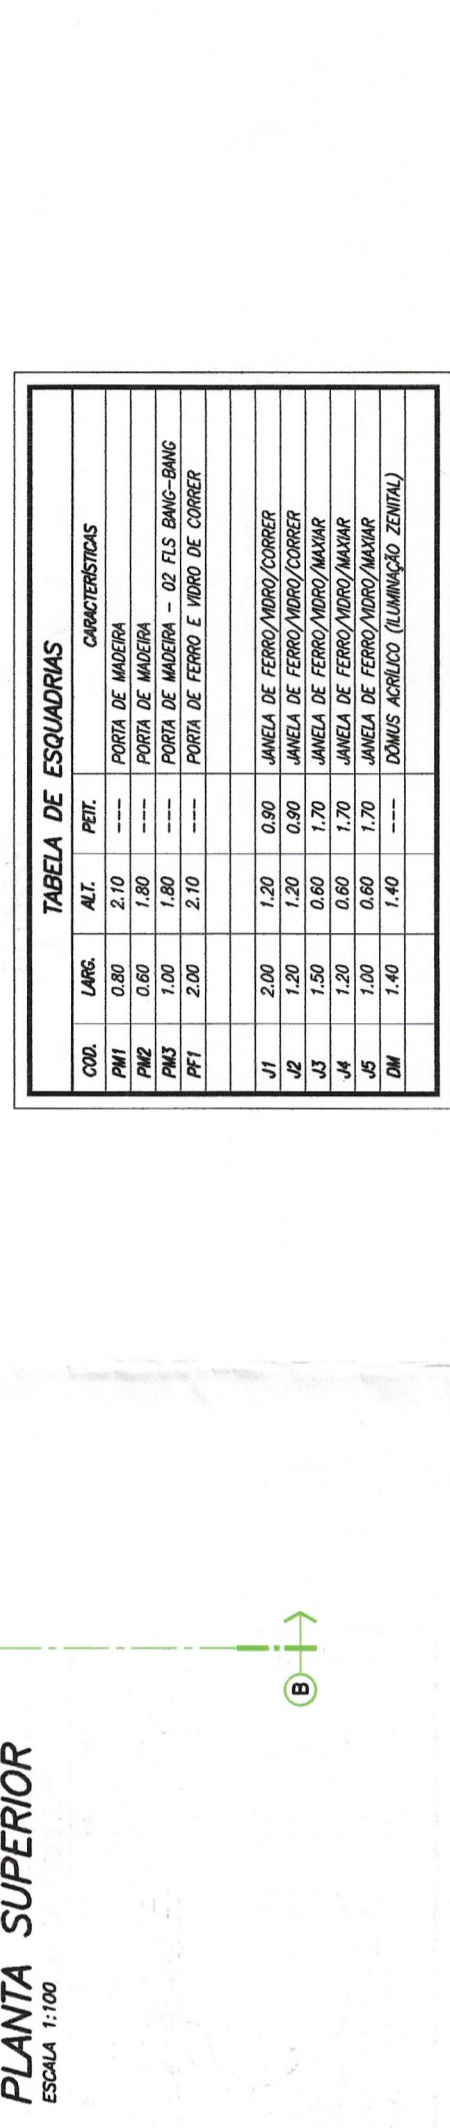 TABELA DE ESQUADRIAS
COD. LARG. ALT. PEIT. CARACTERÍSTICAS
PM1 0.80 2.10 --- PORTA DE MADEIRA
PM2 0.60 1.80 --- PORTA DE MADEIRA
PM3 1.00 1.80 --- PORTA DE MADEIRA - 02 FLS BANG-BANG
PF1 2.00 2.10 --- PORTA DE FERRO E VIDRO DE CORRER
J1 2.00 1.20 0.90 JANELA DE FERRO/VIDRO/CORRER
J2 1.20 1.20 0.90 JANELA DE FERRO/VIDRO/CORRER
J3 1.50 0.60 1.70 JANELA DE FERRO/VIDRO/MAXIAR
J4 1.20 0.60 1.70 JANELA DE FERRO/VIDRO/MAXIAR
J5 1.00 0.60 1.70 JANELA DE FERRO/VIDRO/MAXIAR
DM 1.40 1.40 --- DÔMUS ACRÍLICO (ILUMINAÇÃO ZENITAL)
PLANTA SUPERIOR
ESCALA 1:100
B